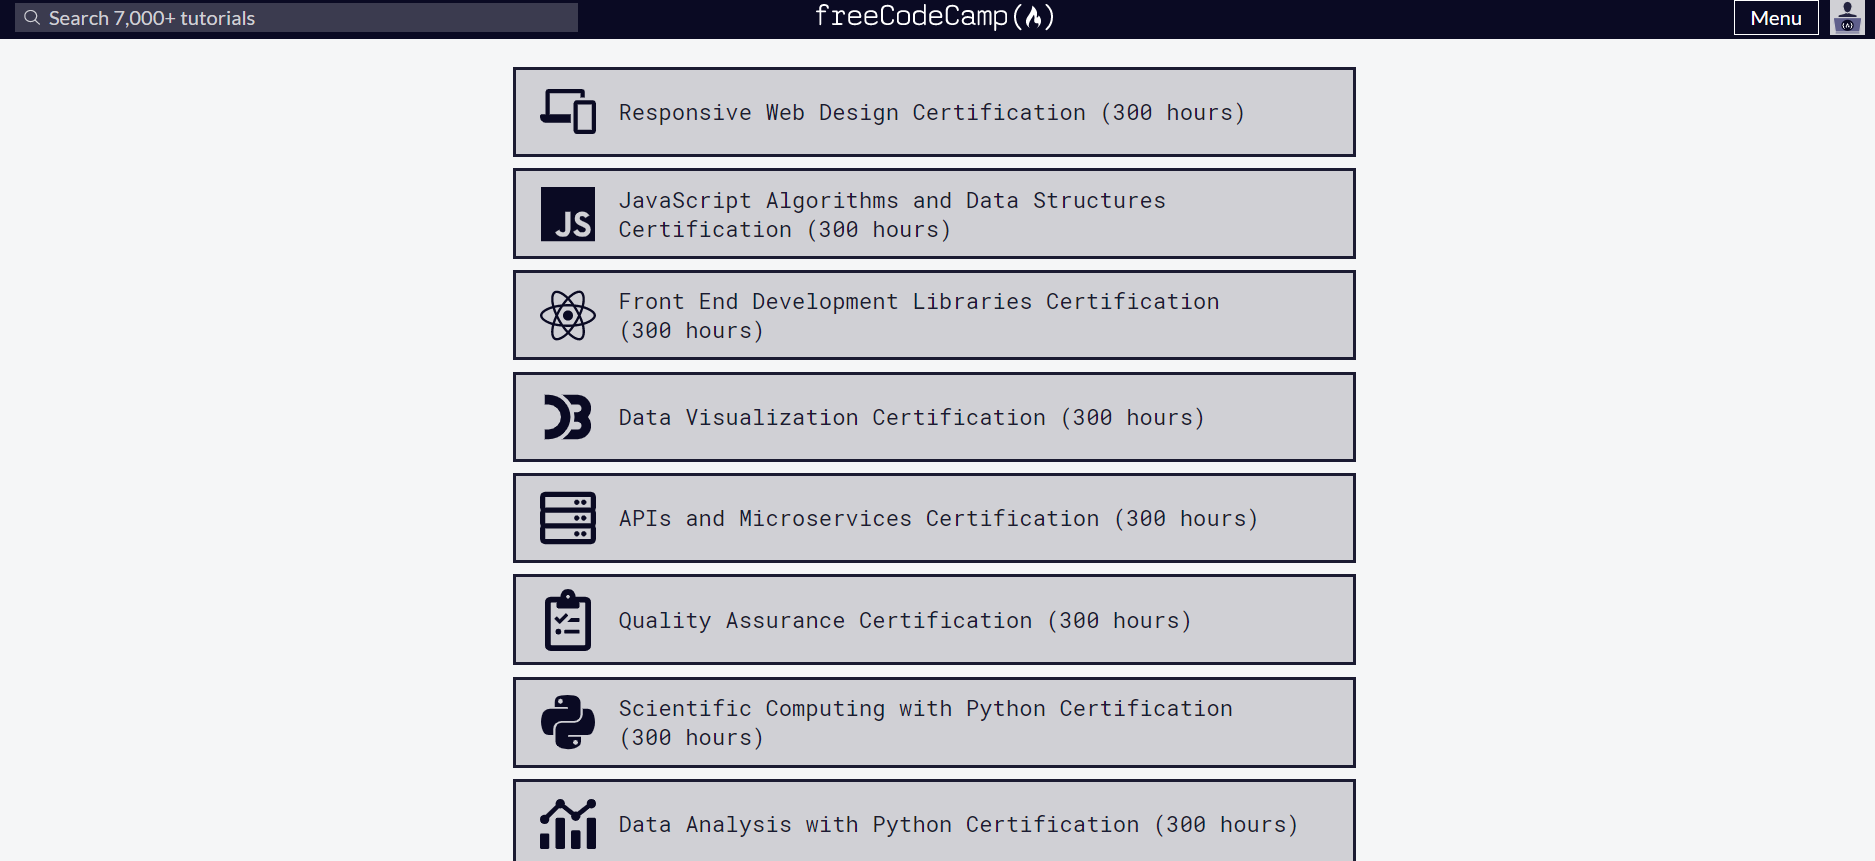 Search 7,000+ tutorials
freeCodeCamp(🔥)
Menu
Responsive Web Design Certification (300 hours)
JS
JavaScript Algorithms and Data Structures
Certification (300 hours)
Front End Development Libraries Certification
(300 hours)
Data Visualization Certification (300 hours)
APIs and Microservices Certification (300 hours)
Quality Assurance Certification (300 hours)
Scientific Computing with Python Certification
(300 hours)
Data Analysis with Python Certification (300 hours)